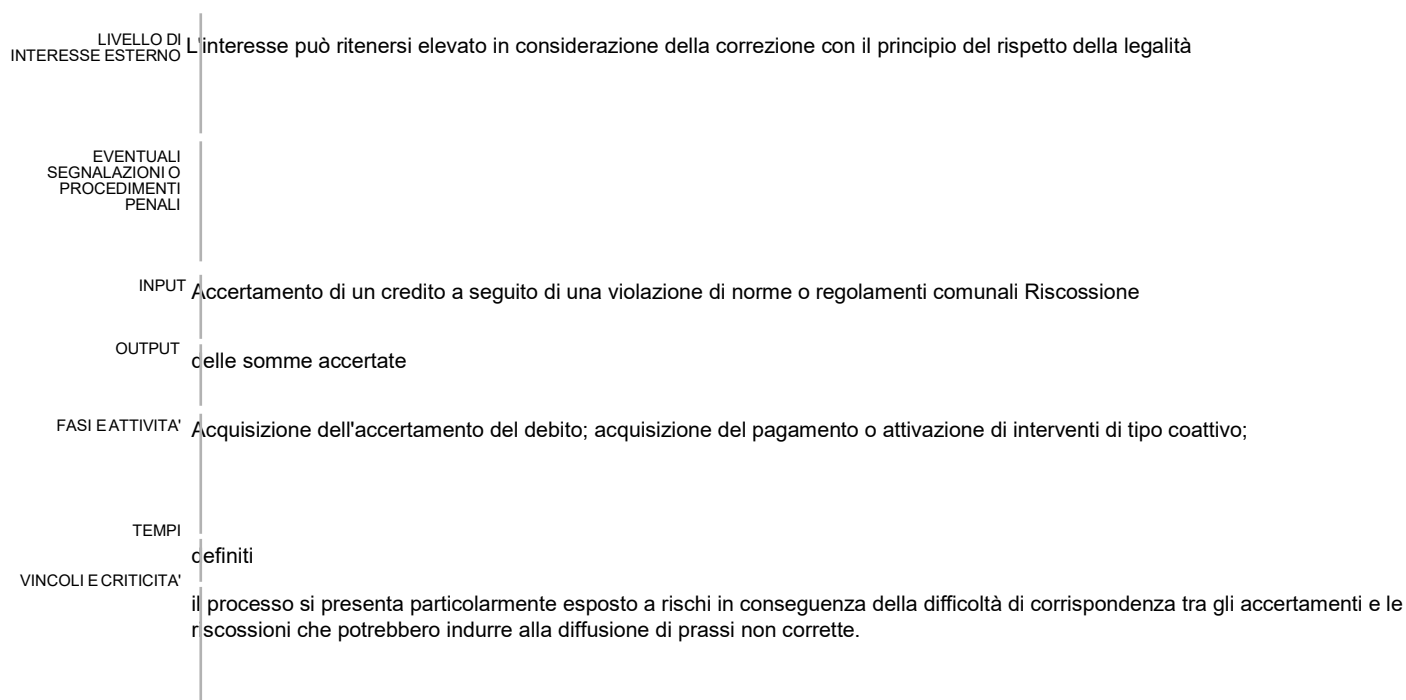 LIVELLO DI
INTERESSE ESTERNO
L'interesse può ritenersi elevato in considerazione della correzione con il principio del rispetto della legalità
EVENTUALI
SEGNALAZIONI O
PROCEDIMENTI
PENALI
INPUT
Accertamento di un credito a seguito di una violazione di norme o regolamenti comunali Riscossione
OUTPUT
delle somme accertate
FASI E ATTIVITA'
Acquisizione dell'accertamento del debito; acquisizione del pagamento o attivazione di interventi di tipo coattivo;
TEMPI
definiti
VINCOLI E CRITICITA'
il processo si presenta particolarmente esposto a rischi in conseguenza della difficoltà di corrispondenza tra gli accertamenti e le
riscossioni che potrebbero indurre alla diffusione di prassi non corrette.